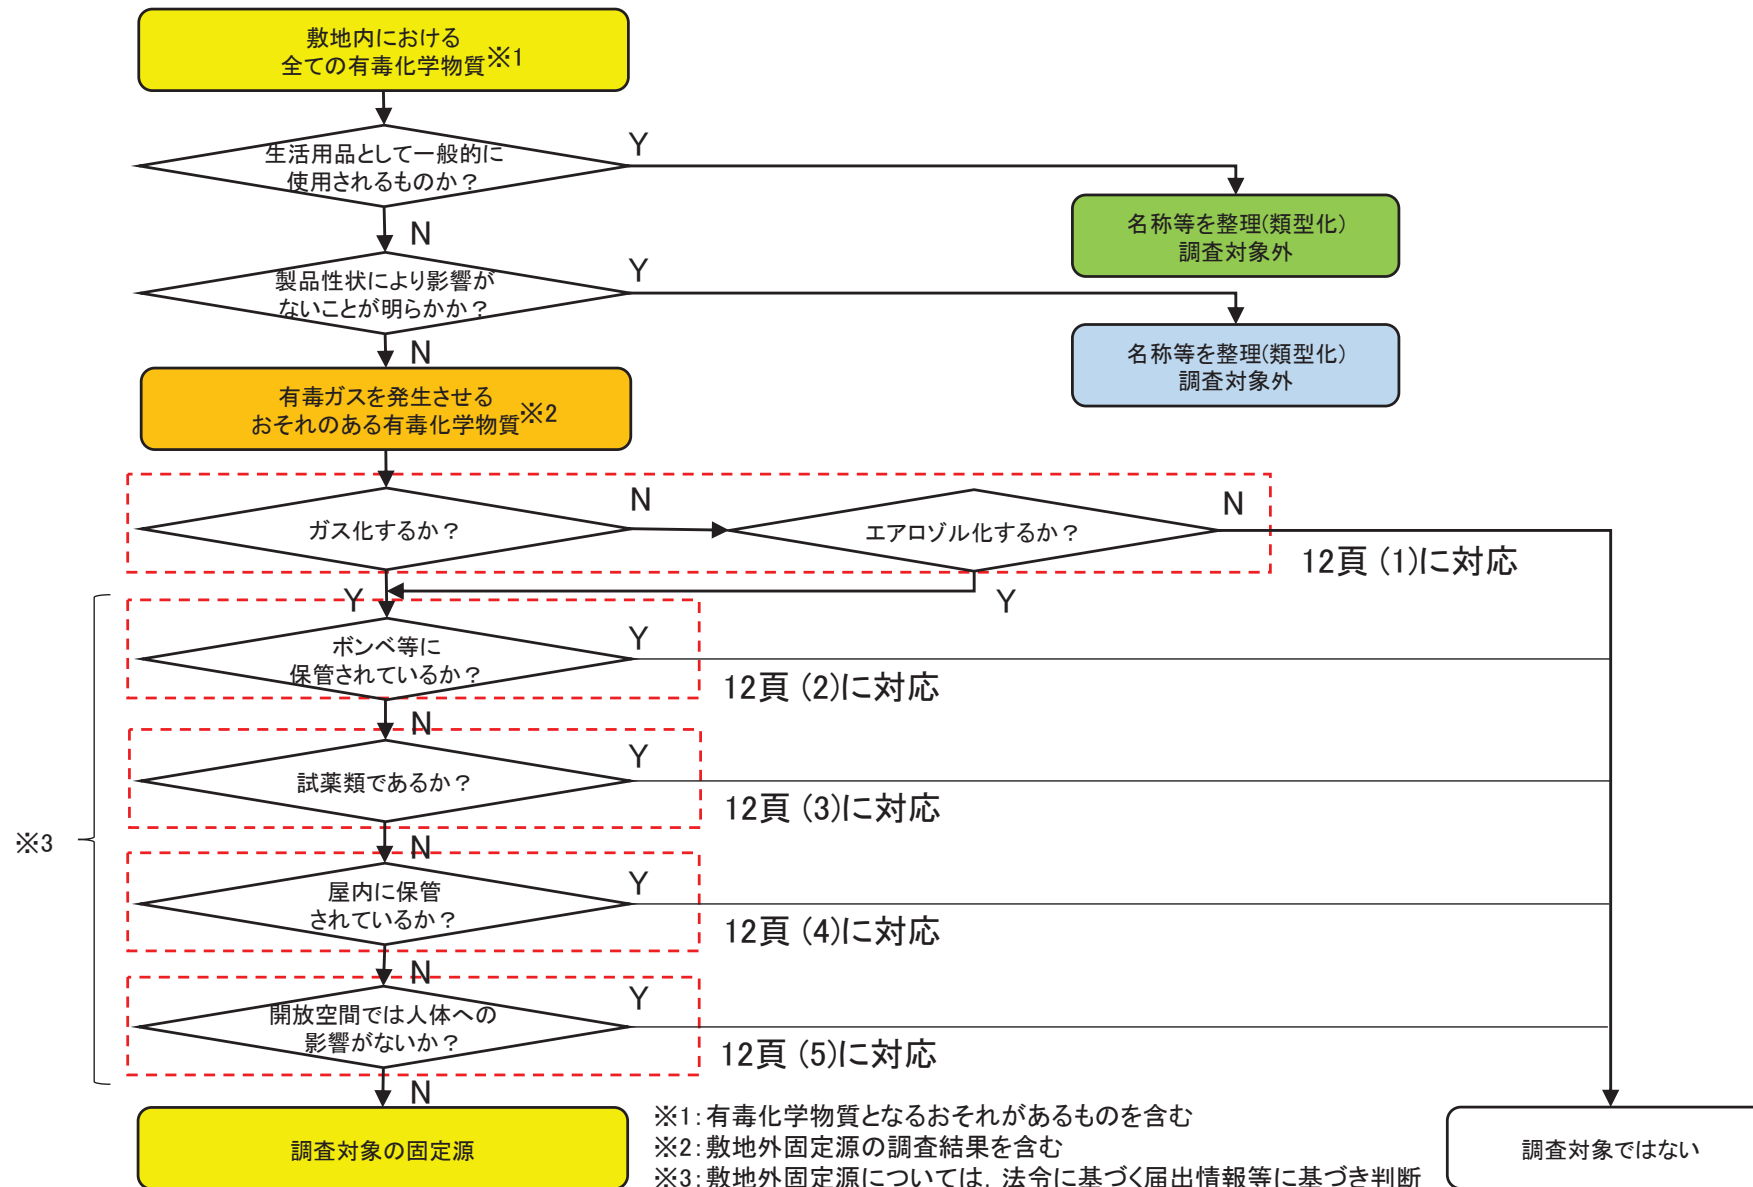 敷地内における
全ての有毒化学物質※1
生活用品として一般的に
使用されるものか？
Y
N
名称等を整理(類型化)
調査対象外
製品性状により影響が
ないことが明らかか？
Y
N
名称等を整理(類型化)
調査対象外
有毒ガスを発生させる
おそれのある有毒化学物質※2
ガス化するか？
N
エアロゾル化するか？
N
12頁 (1)に対応
Y
Y
ボンベ等に
保管されているか？
Y
12頁 (2)に対応
N
試薬類であるか？
Y
12頁 (3)に対応
※3
N
屋内に保管
されているか？
Y
12頁 (4)に対応
N
開放空間では人体への
影響がないか？
Y
12頁 (5)に対応
N
調査対象の固定源
※1：有毒化学物質となるおそれがあるものを含む
※2：敷地外固定源の調査結果を含む
※3：敷地外固定源については，法令に基づく届出情報等に基づき判断
調査対象ではない